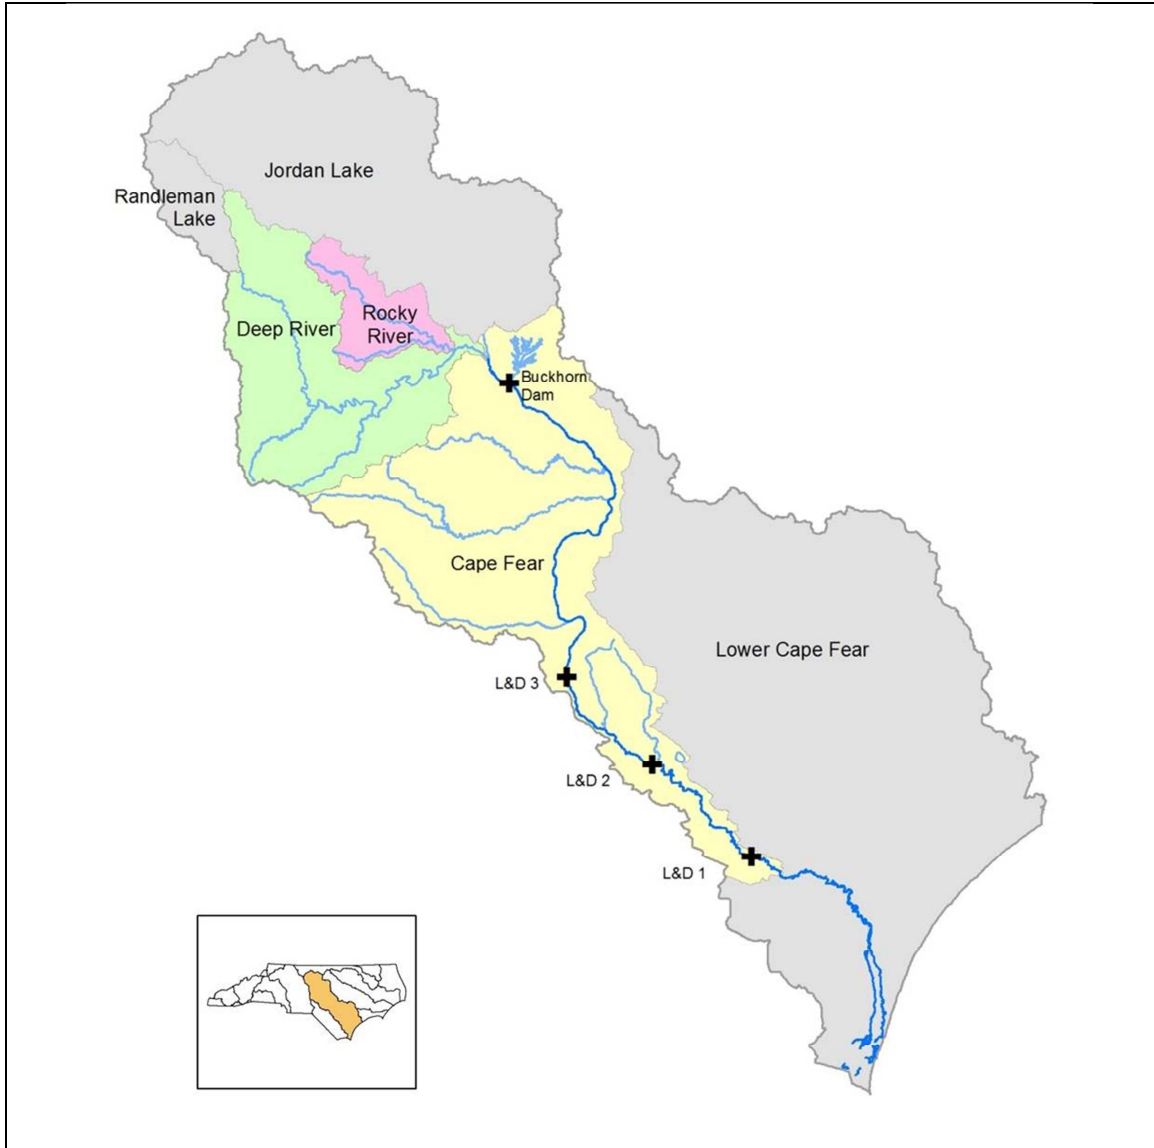 Jordan Lake
Randleman
Lake
Rocky
River
Deep River
Buckhorn
Dam
Cape Fear
Lower Cape Fear
L&D 3
L&D 2
L&D 1